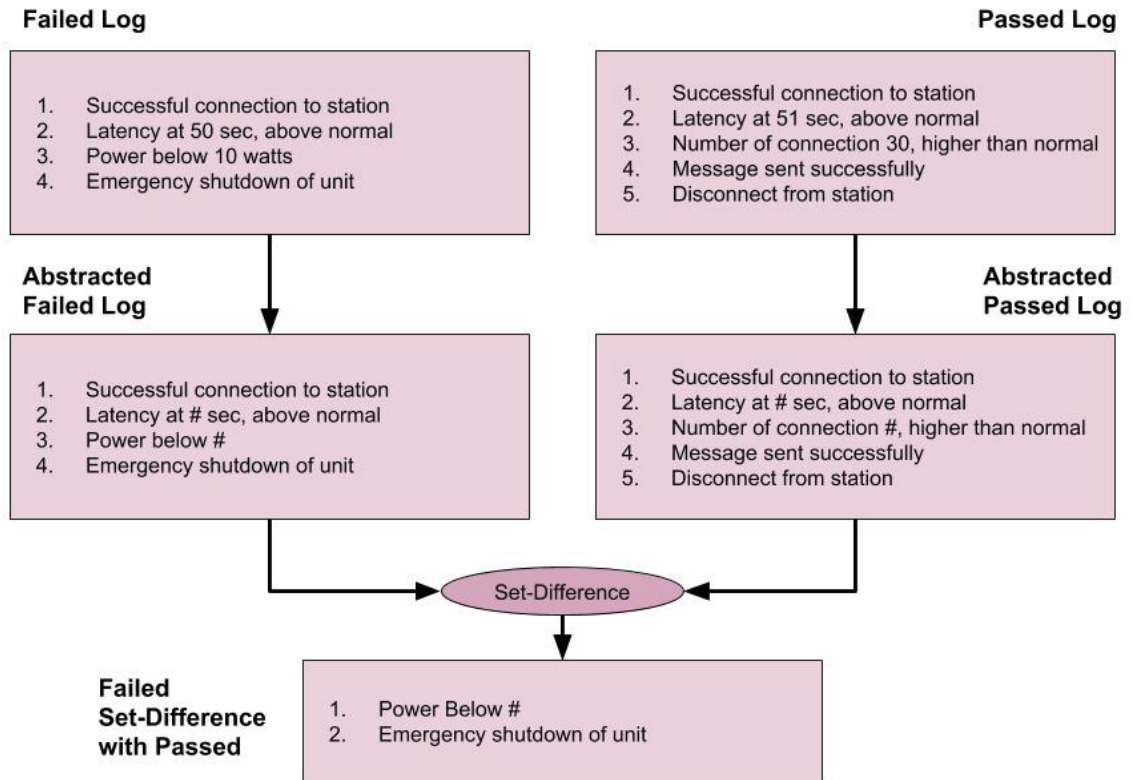 Failed Log
Passed Log
1. Successful connection to station
2. Latency at 50 sec, above normal
3. Power below 10 watts
4. Emergency shutdown of unit
1. Successful connection to station
2. Latency at 51 sec, above normal
3. Number of connection 30, higher than normal
4. Message sent successfully
5. Disconnect from station
Abstracted
Failed Log
Abstracted
Passed Log
1. Successful connection to station
2. Latency at # sec, above normal
3. Power below #
4. Emergency shutdown of unit
1. Successful connection to station
2. Latency at # sec, above normal
3. Number of connection #, higher than normal
4. Message sent successfully
5. Disconnect from station
Set-Difference
Failed
Set-Difference
with Passed
1. Power Below #
2. Emergency shutdown of unit